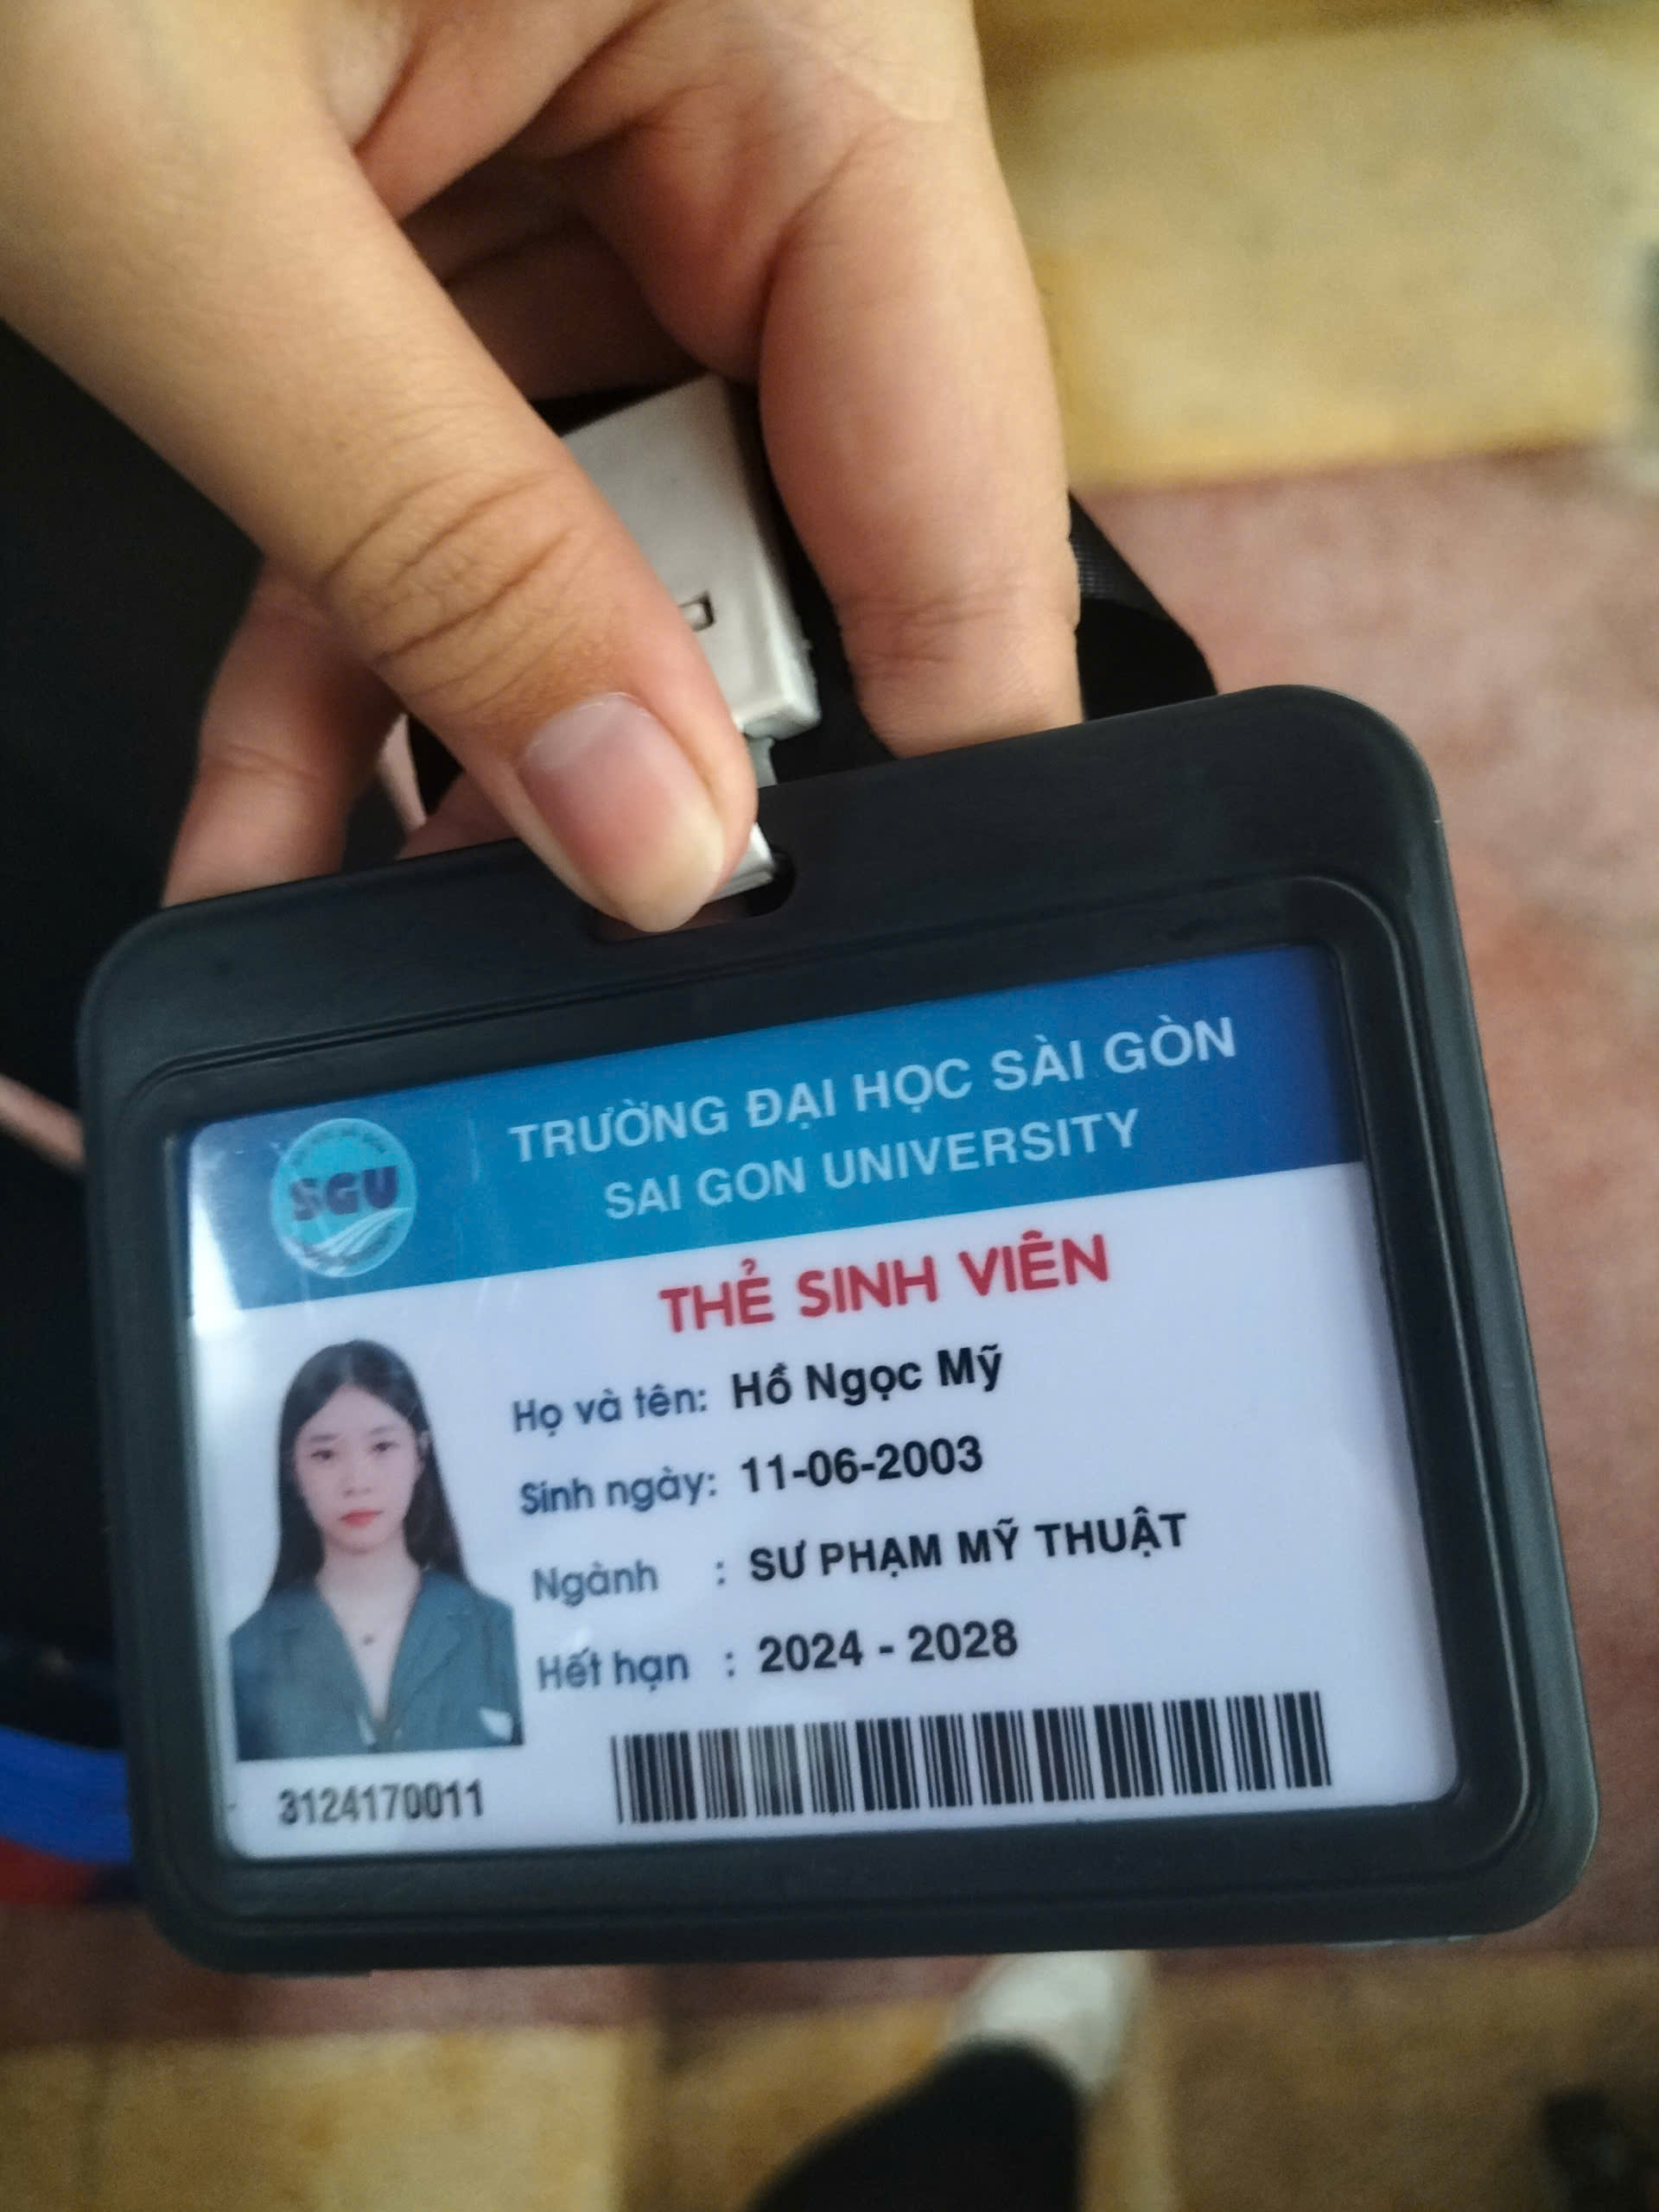 TRƯỜNG ĐẠI HỌC SÀI GÒN
SGU
SAI GON UNIVERSITY
THẺ SINH VIÊN
Họ và tên: Hồ Ngọc Mỹ
Sinh ngày: 11-06-2003
Ngành : SƯ PHẠM MỸ THUẬT
Hết hạn : 2024 - 2028
3124170011